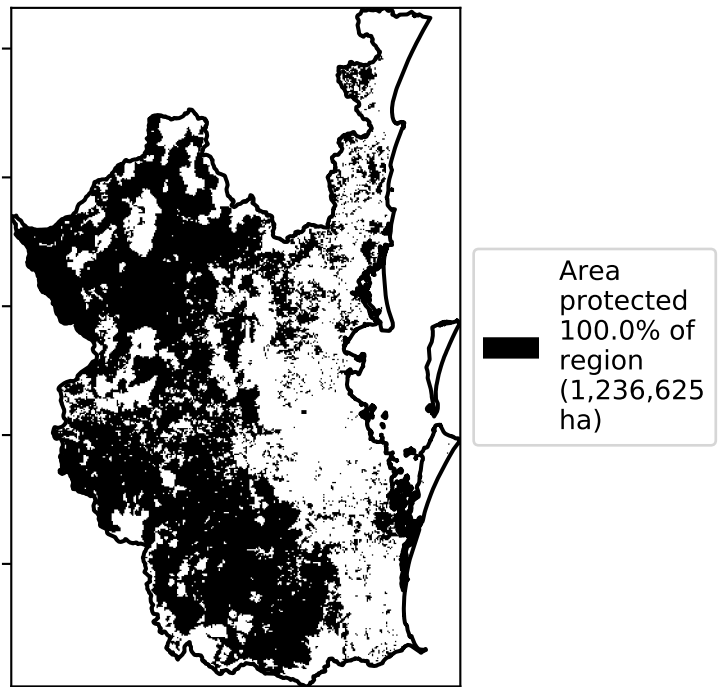 Area
protected
100.0% of
region
(1,236,625
ha)